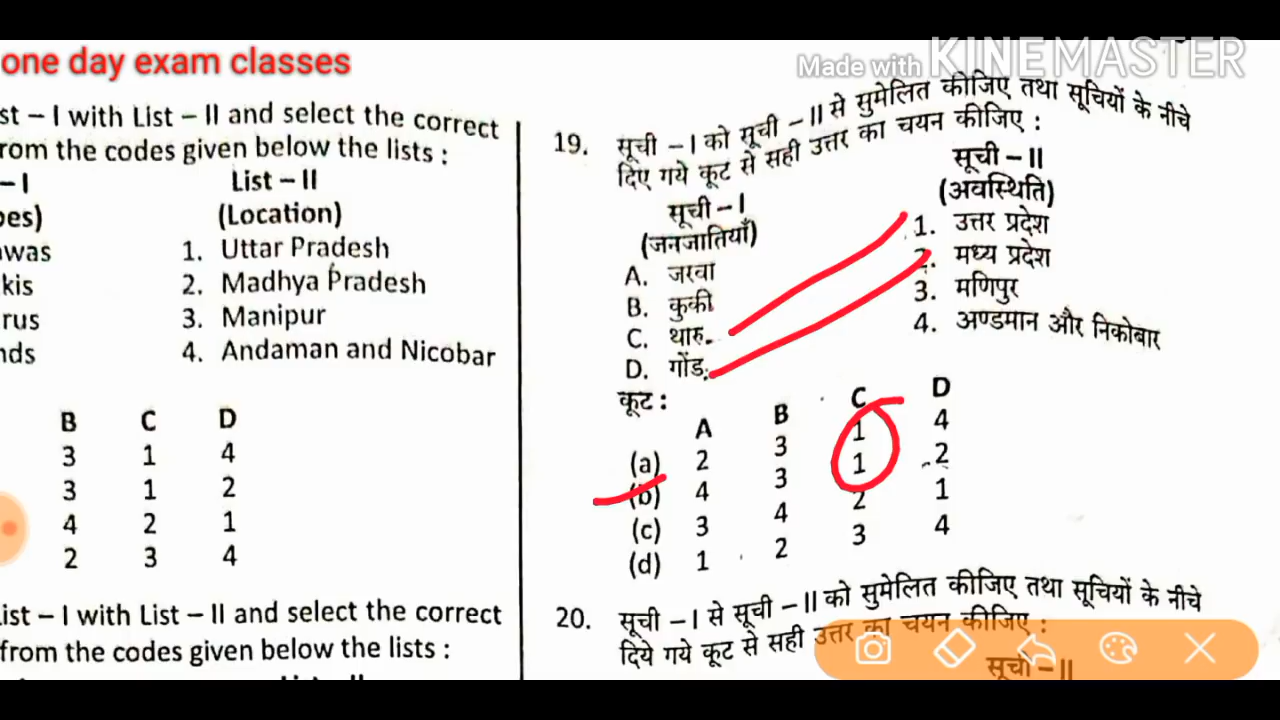 one day exam classes
Made with KINEMASTER
st – I with List – II and select the correct
rom the codes given below the lists :
– I List – II
pes) (Location)
awas 1. Uttar Pradesh
kis 2. Madhya Pradesh
rus 3. Manipur
nds 4. Andaman and Nicobar
B C D
3 1 4
3 1 2
4 2 1
2 3 4
ist – I with List – II and select the correct
from the codes given below the lists :
19. सूची – I को सूची – II से सुमेलित कीजिए तथा सूचियों के नीचे
दिए गये कूट से सही उत्तर का चयन कीजिए :
सूची – I सूची – II
(जनजातियाँ) (अवस्थिति)
A. जरवा 1. उत्तर प्रदेश
B. कुकी 2. मध्य प्रदेश
C. थारु 3. मणिपुर
D. गोंड 4. अण्डमान और निकोबार
कूट :
A B C D
(a) 2 3 1 4
(b) 4 3 1 2
(c) 3 4 2 1
(d) 1 2 3 4
20. सूची – I से सूची – II को सुमेलित कीजिए तथा सूचियों के नीचे
दिये गये कूट से सही उत्तर का चयन कीजिए :
सूची – II